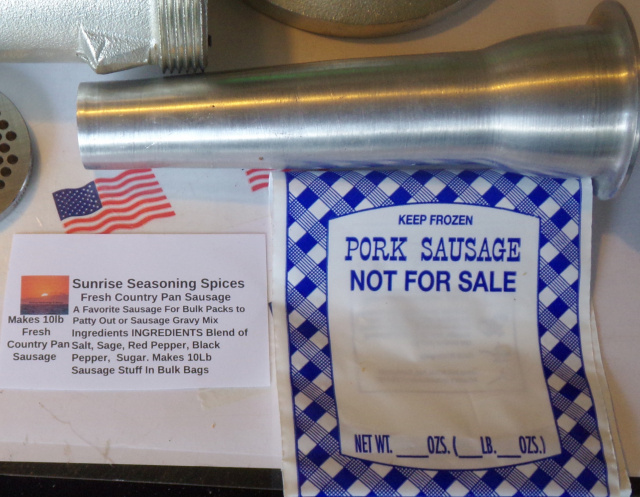 Sunrise Seasoning Spices
Fresh Country Pan Sausage
A Favorite Sausage For Bulk Packs to
Patty Out or Sausage Gravy Mix
Ingredients INGREDIENTS Blend of
Salt, Sage, Red Pepper, Black
Pepper, Sugar. Makes 10Lb
Sausage Stuff In Bulk Bags
Makes 10lb
Fresh
Country Pan
Sausage
KEEP FROZEN
PORK SAUSAGE
NOT FOR SALE
NET WT. ____OZS. (___LB. ___OZS.)